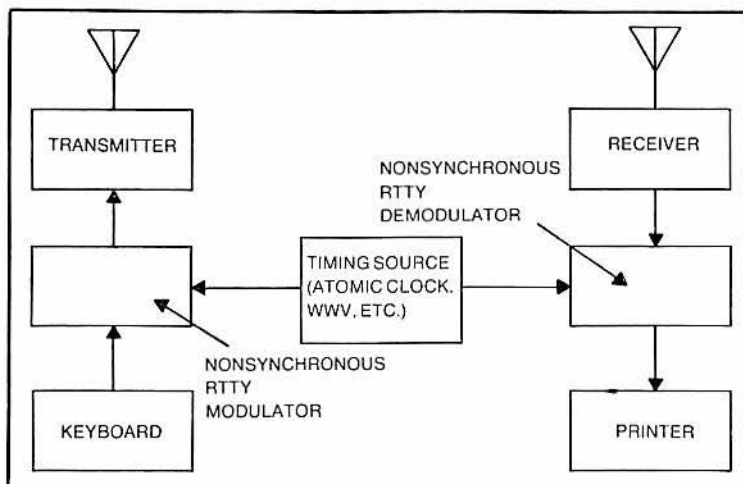 TRANSMITTER
RECEIVER
NONSYNCHRONOUS
RTTY
DEMODULATOR
TIMING SOURCE
(ATOMIC CLOCK.
WWV, ETC.)
NONSYNCHRONOUS
RTTY
MODULATOR
KEYBOARD
PRINTER